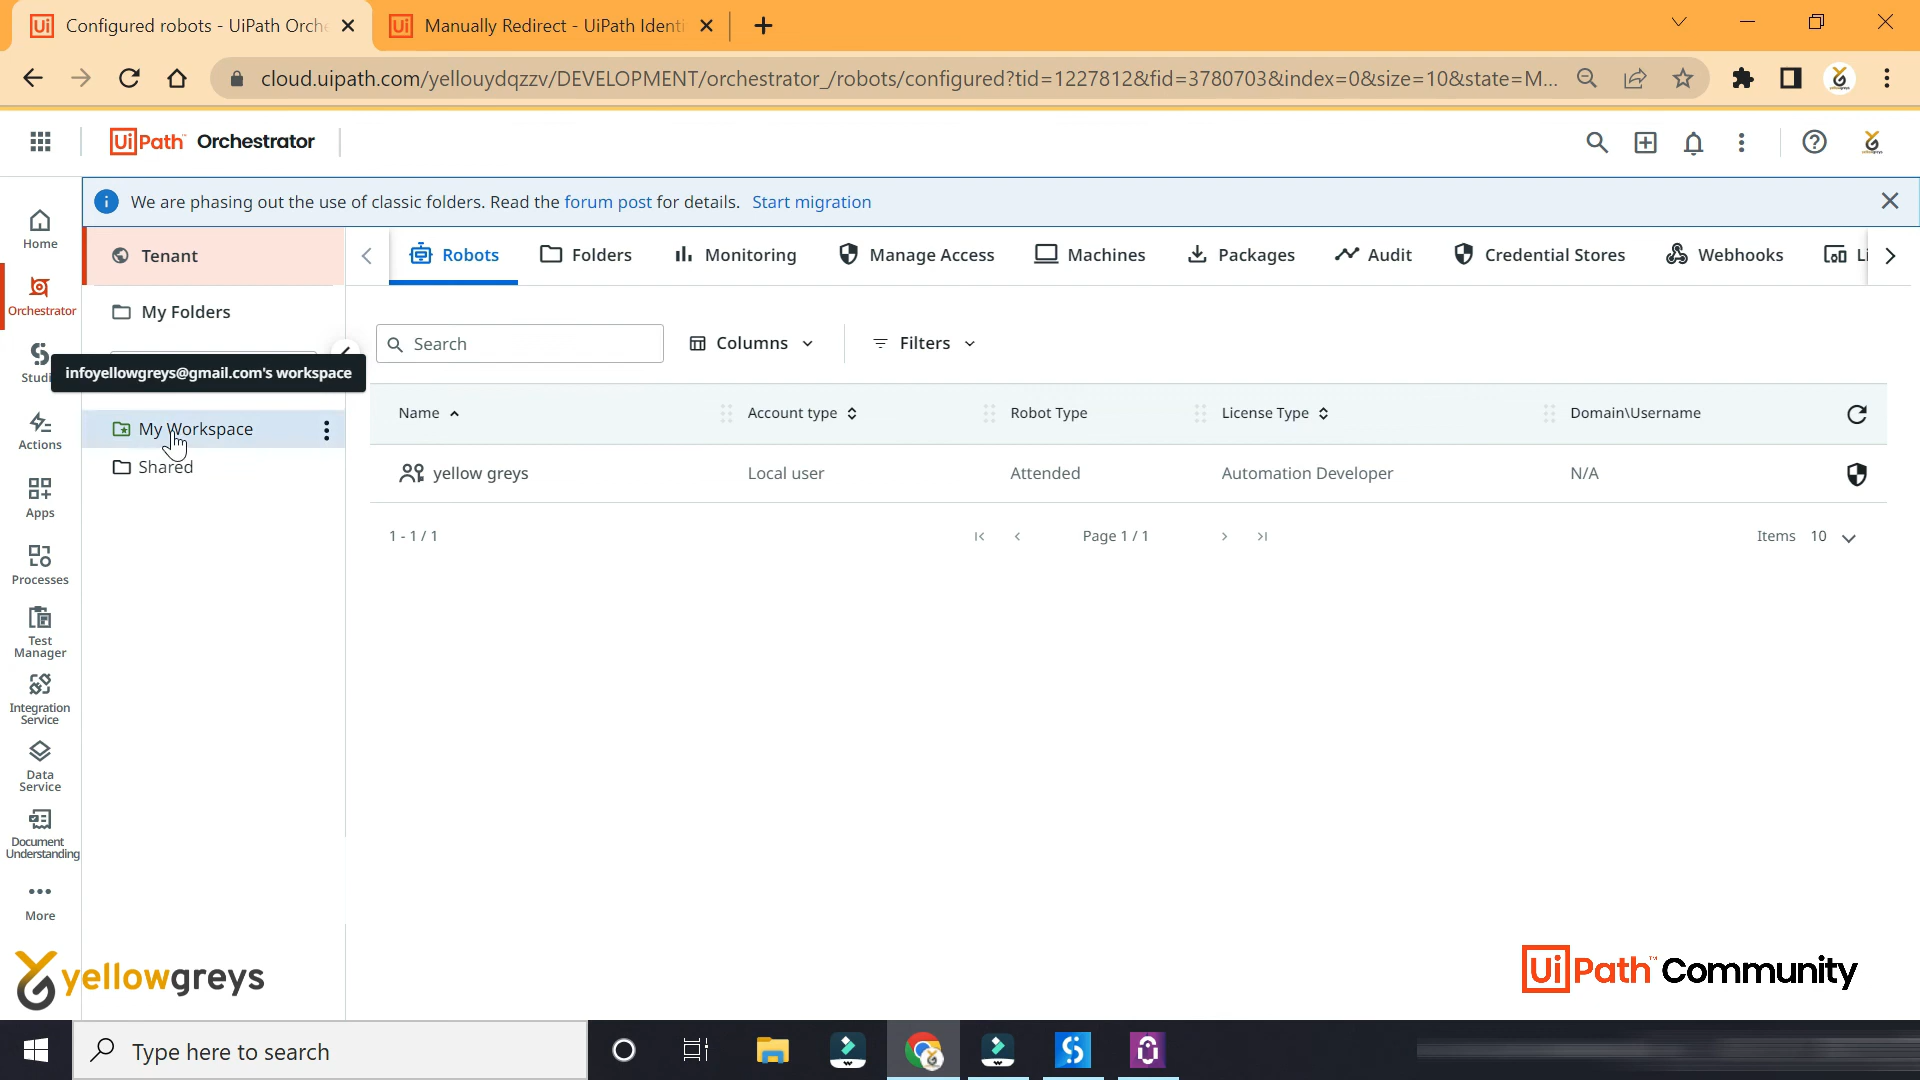 Configured robots - UiPath Orche
Manually Redirect - UiPath Identi
cloud.uipath.com/yellouydqzzv/DEVELOPMENT/orchestrator_/robots/configured?tid=1227812&fid=3780703&index=0&size=10&state=M...
UiPath Orchestrator
We are phasing out the use of classic folders. Read the forum post for details. Start migration
Home
Orchestrator
Studi
Actions
Apps
Processes
Test
Manager
Integration
Service
Data
Service
Document
Understanding
More
Tenant
My Folders
infoyellowgreys@gmail.com's workspace
My Workspace
Shared
Robots
Folders
Monitoring
Manage Access
Machines
Packages
Audit
Credential Stores
Webhooks
Li
Search
Columns
Filters
Name
Account type
Robot Type
License Type
Domain\Username
yellow greys
Local user
Attended
Automation Developer
N/A
1 - 1 / 1
Page 1 / 1
Items 10
yellowgreys
UiPath Community
Type here to search